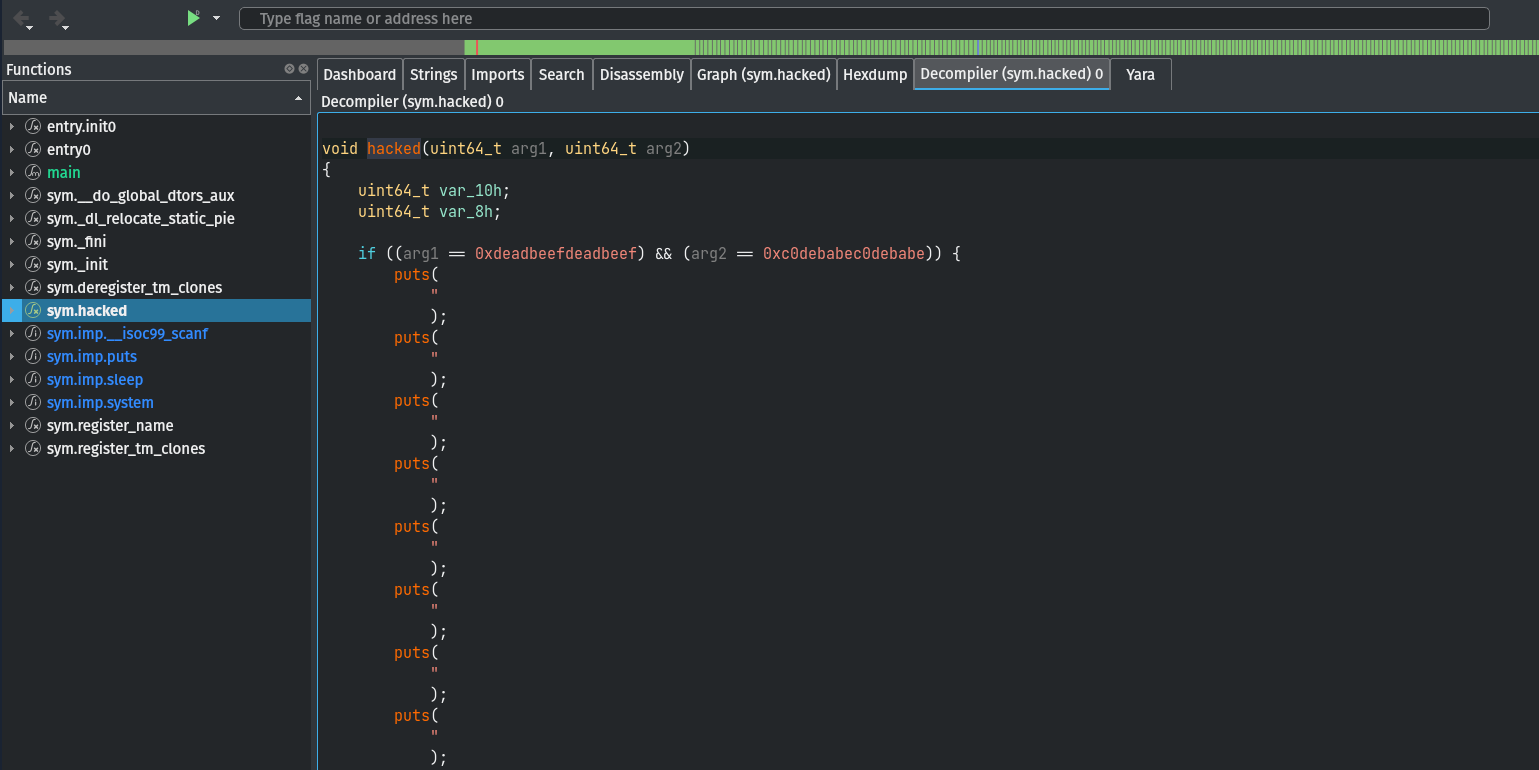 Type flag name or address here
Functions
Name
entry.init0
entry0
main
sym.__do_global_dtors_aux
sym._dl_relocate_static_pie
sym._fini
sym._init
sym.deregister_tm_clones
sym.hacked
sym.imp.__isoc99_scanf
sym.imp.puts
sym.imp.sleep
sym.imp.system
sym.register_name
sym.register_tm_clones
Dashboard Strings Imports Search Disassembly Graph (sym.hacked) Hexdump Decompiler (sym.hacked) 0 Yara
Decompiler (sym.hacked) 0
void hacked(uint64_t arg1, uint64_t arg2)
{
uint64_t var_10h;
uint64_t var_8h;
if ((arg1 == 0xdeadbeefdeadbeef) && (arg2 == 0xc0debabec0debabe)) {
puts(
"
);
puts(
"
);
puts(
"
);
puts(
"
);
puts(
"
);
puts(
"
);
puts(
"
);
puts(
"
);